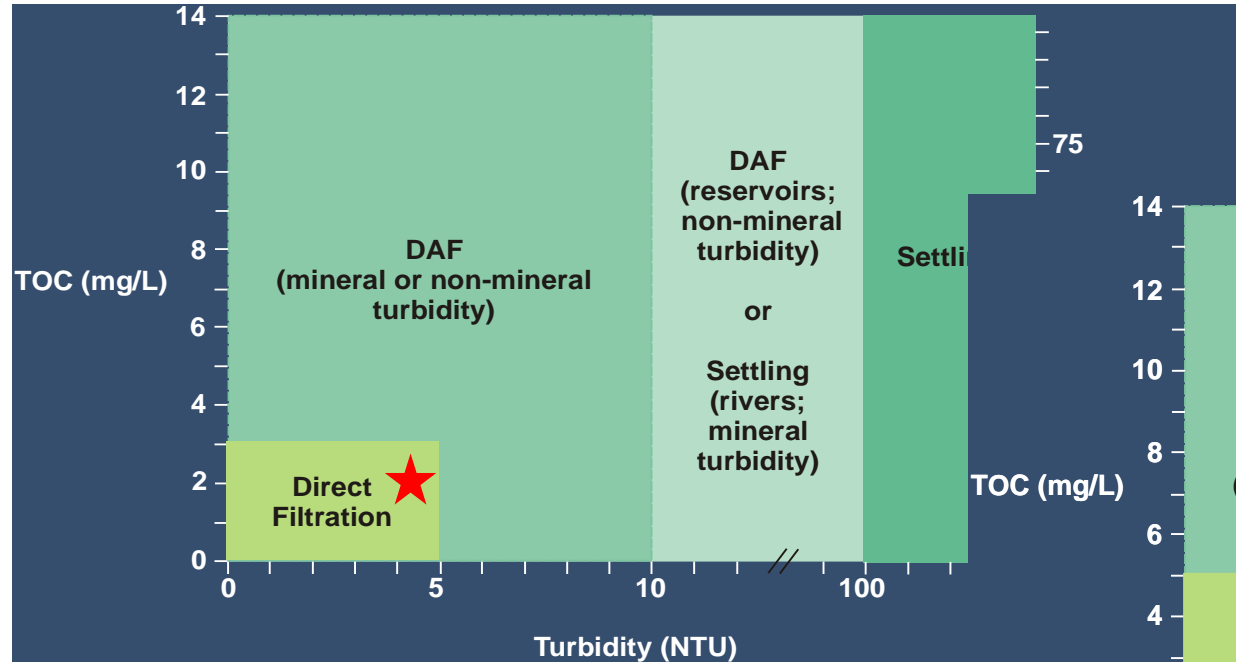 14
12
10
8
6
4
2
0
TOC (mg/L)
DAF
(mineral or non-mineral
turbidity)
Direct
Filtration
DAF
(reservoirs;
non-mineral
turbidity)
or
Settling
(rivers;
mineral
turbidity)
0
5
10
100
Turbidity (NTU)
75
14
12
10
8
6
4
TOC (mg/L)
(